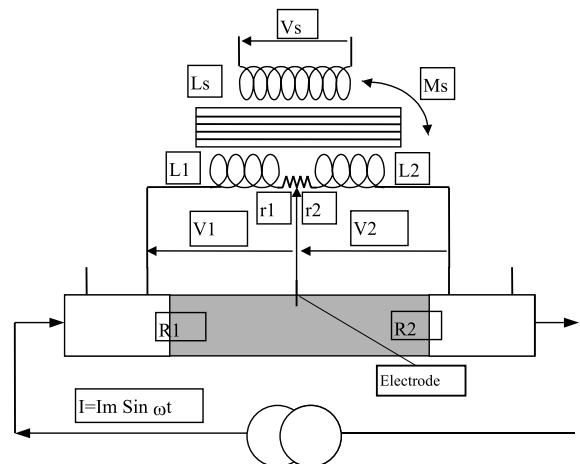 Vs
Ls
Ms
L1
L2
r1
r2
V1
V2
R1
R2
Electrode
I=Im Sin ωt